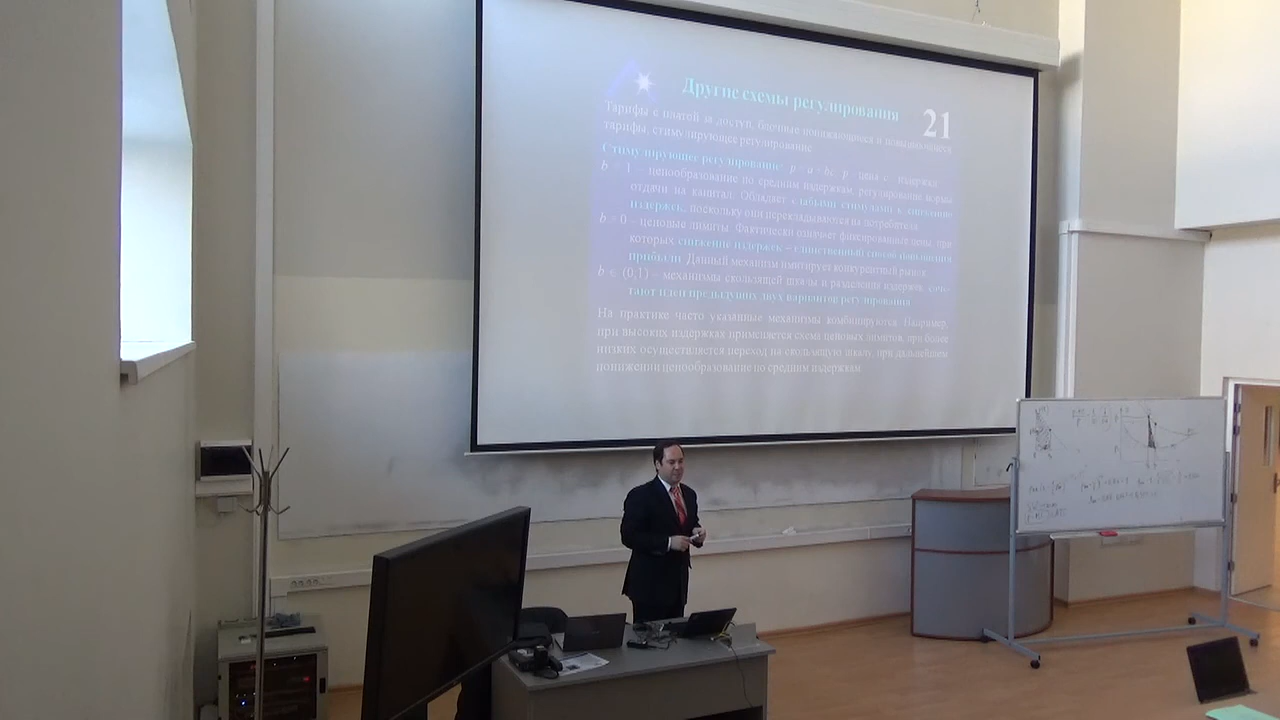 Другие схемы регулирования
21
Тарифы с платой за доступ, блочные понижающиеся и повышающиеся
тарифы, стимулирующее регулирование
Стимулирующее регулирование: p = a + bc, p – цена, c – издержки
b = 1 – ценообразование по средним издержкам, регулирование нормы
отдачи на капитал. Обладает слабыми стимулами к снижению
издержек, поскольку они перекладываются на потребителя
b = 0 – ценовые лимиты. Фактически означает фиксированные цены, при
которых снижение издержек – единственный способ повышения
прибыли. Данный механизм имитирует конкурентный рынок
b ∈ (0,1) – механизмы скользящей шкалы и разделения издержек, соче-
тают идеи предыдущих двух вариантов регулирования
На практике часто указанные механизмы комбинируются. Например,
при высоких издержках применяется схема ценовых лимитов, при более
низких осуществляется переход на скользящую шкалу, при дальнейшем
понижении ценообразование по средним издержкам